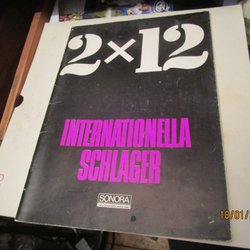 2×12
INTERNATIONELLA
SCHLAGER
SONORA